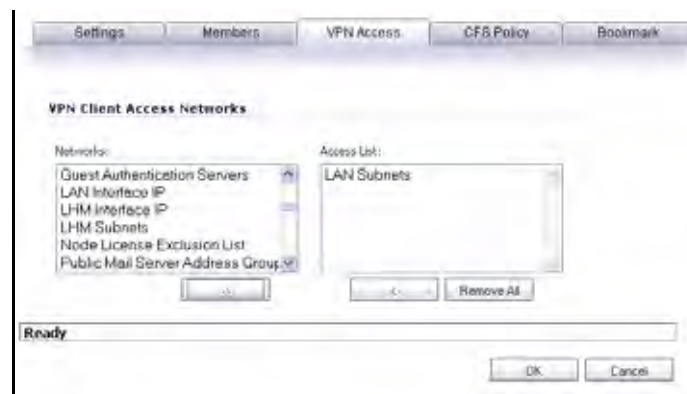 Settings Members VPN Access CFS Policy Bookmark
VPN Client Access Networks
Networks: Access List:
Guest Authentication Servers LAN Subnets
LAN Interface IP
LHM Interface IP
LHM Subnets
Node License Exclusion List
Public Mail Server Address Group
-> <- Remove All
Ready
OK Cancel